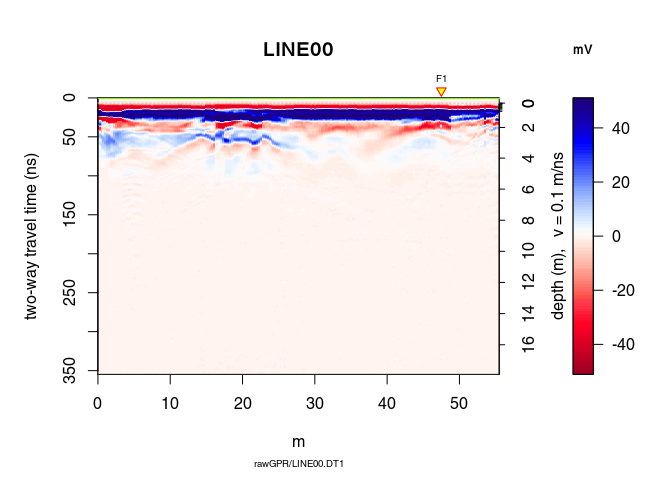 LINE00
mV
F1
0
50
150
250
350
two-way travel time (ns)
0
2
4
6
8
10
12
14
16
depth (m), v = 0.1 m/ns
40
20
0
-20
-40
0 10 20 30 40 50
m
rawGPR/LINE00.DT1